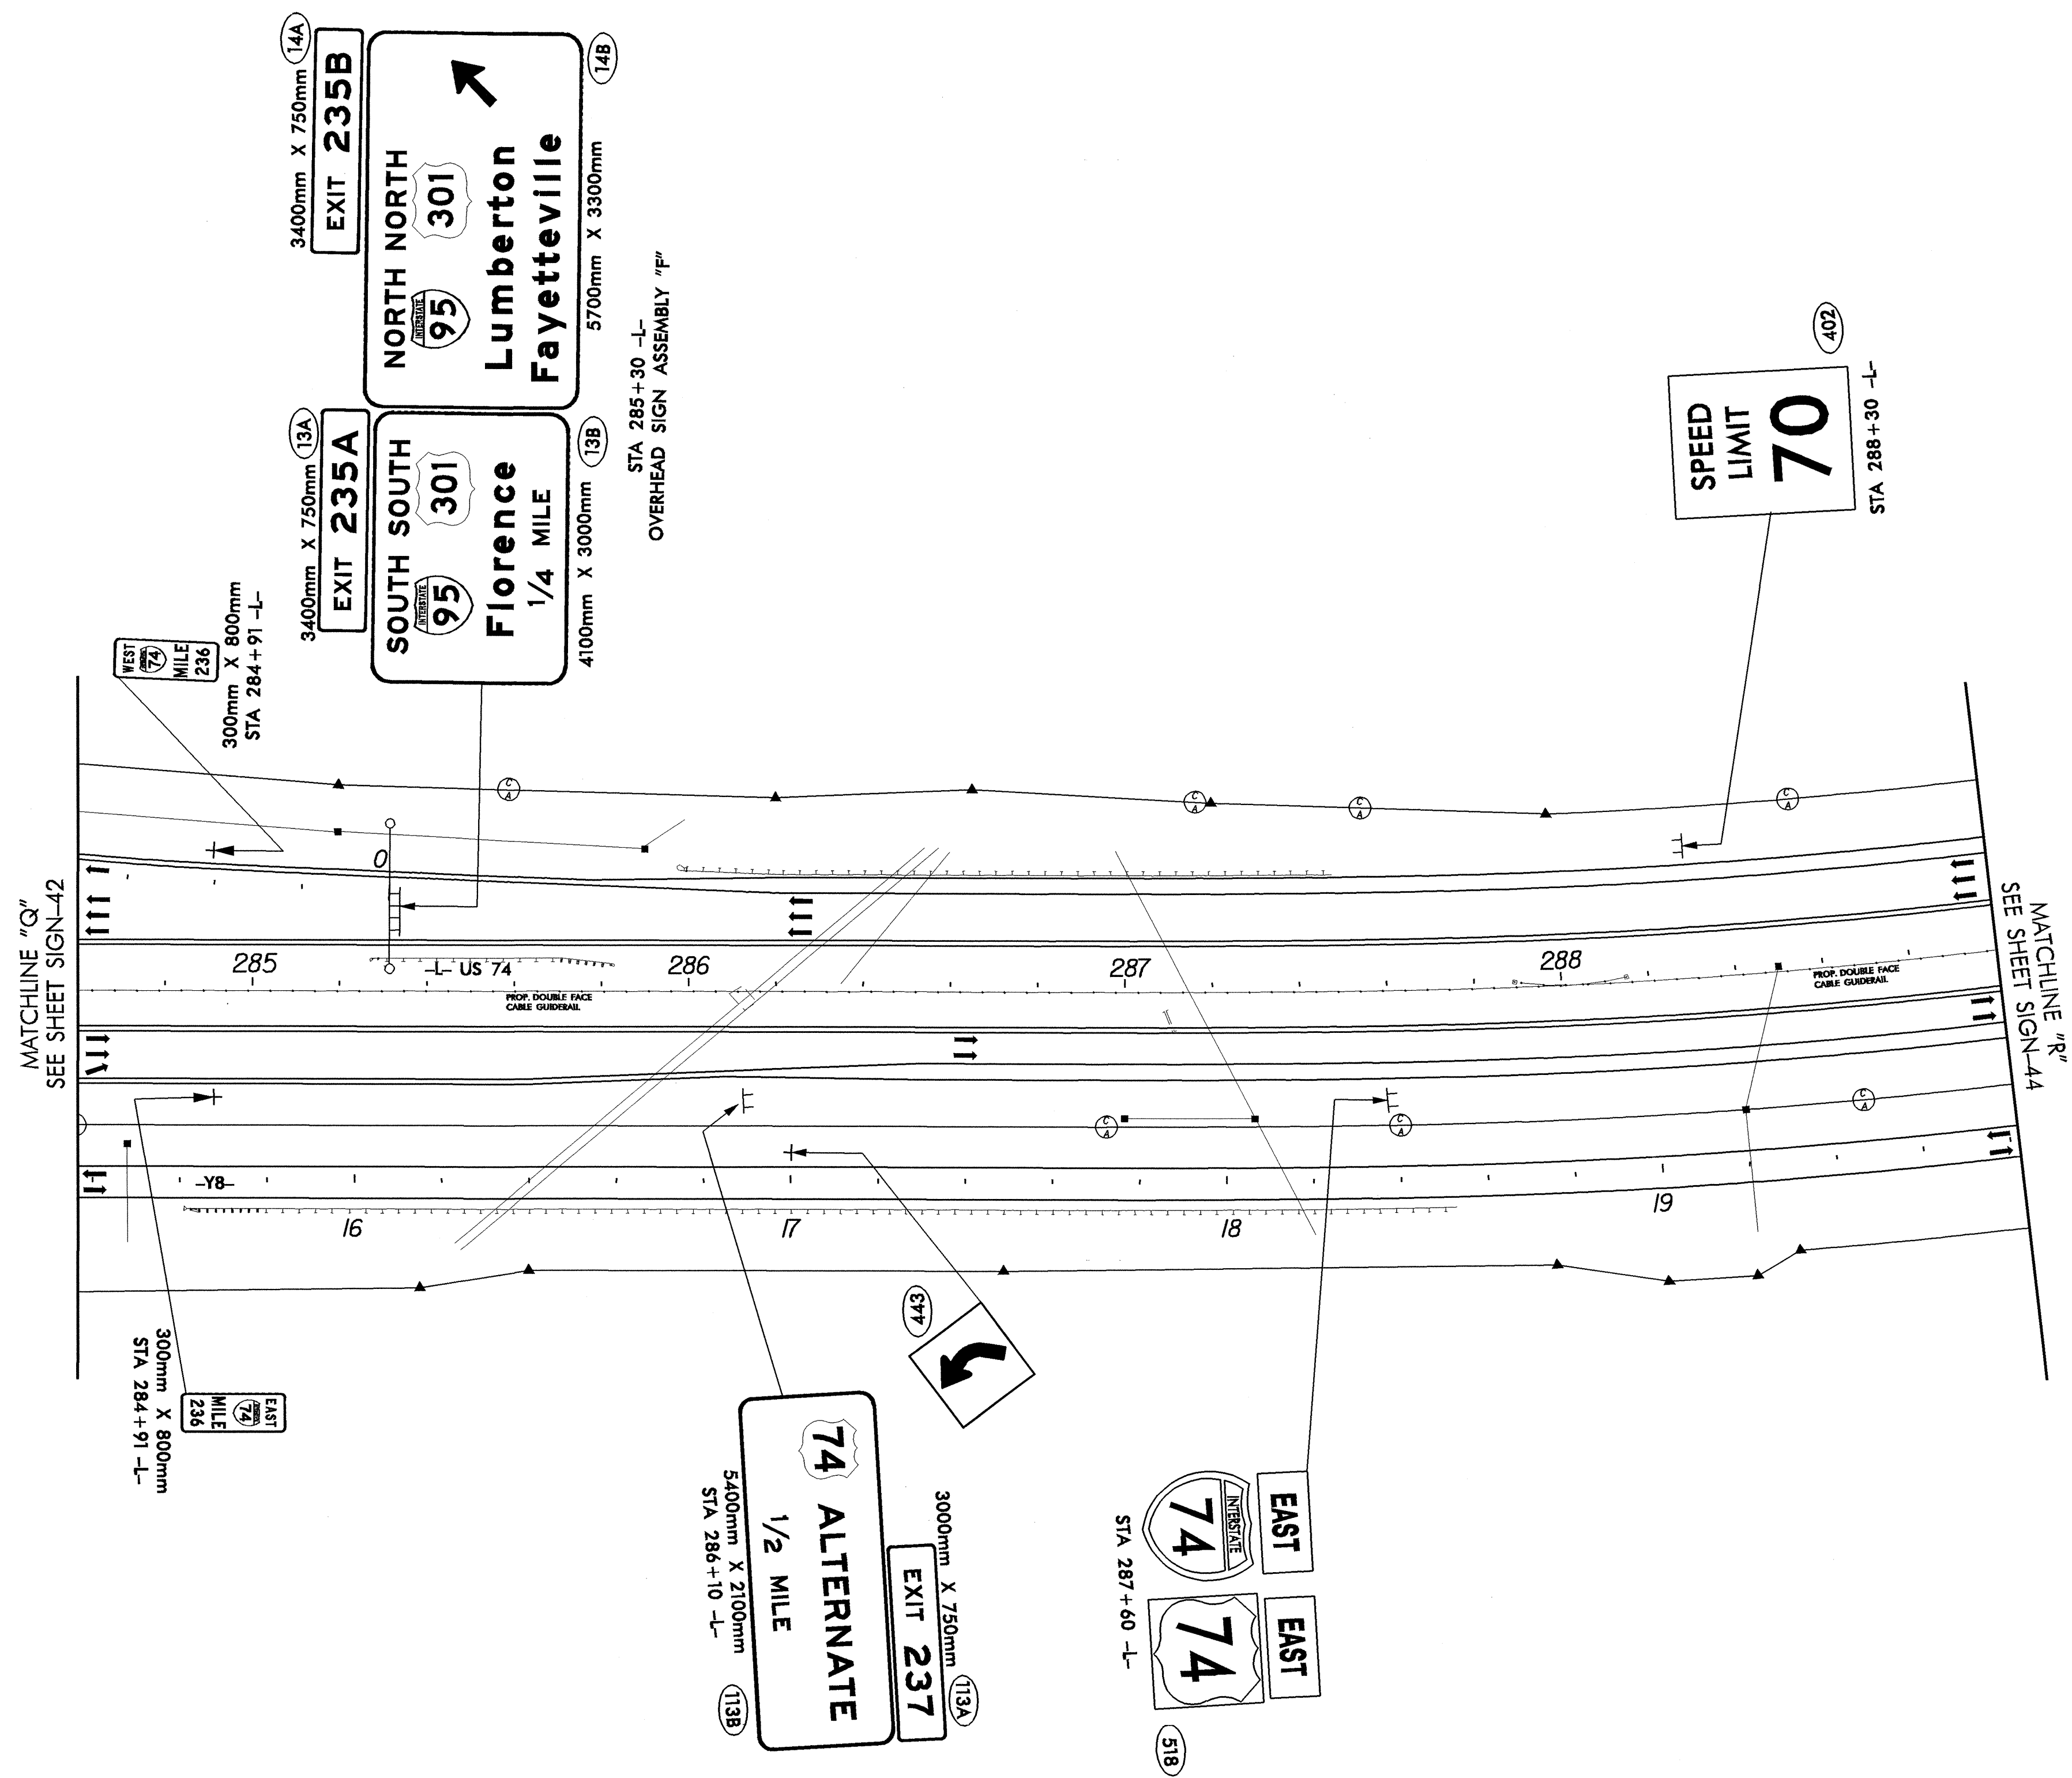 14A
3400mm X 750mm
EXIT 235B
NORTH NORTH
INTERSTATE
95
301
Lumberton
Fayetteville
14B
5700mm X 3300mm
13A
3400mm X 750mm
EXIT 235A
SOUTH SOUTH
INTERSTATE
95
301
Florence
1/4 MILE
13B
4100mm X 3000mm
STA 285+30 -L-
OVERHEAD SIGN ASSEMBLY "F"
WEST
74
MILE
236
300mm X 800mm
STA 284+91 -L-
402
SPEED
LIMIT
70
STA 288+30 -L-
MATCHLINE "Q"
SEE SHEET SIGN-42
MATCHLINE "R"
SEE SHEET SIGN-44
C
A
C
A
C
A
C
A
O
285
-L- US 74
286
287
288
PROP. DOUBLE FACE
CABLE GUIDERAIL
PROP. DOUBLE FACE
CABLE GUIDERAIL
C
A
C
A
C
A
-Y8-
16
17
18
19
300mm X 800mm
STA 284+91 -L-
EAST
74
MILE
236
443
74 ALTERNATE
1/2 MILE
5400mm X 2100mm
STA 286+10 -L-
113B
3000mm X 750mm
EXIT 237
113A
EAST
INTERSTATE
74
EAST
74
STA 287+60 -L-
518